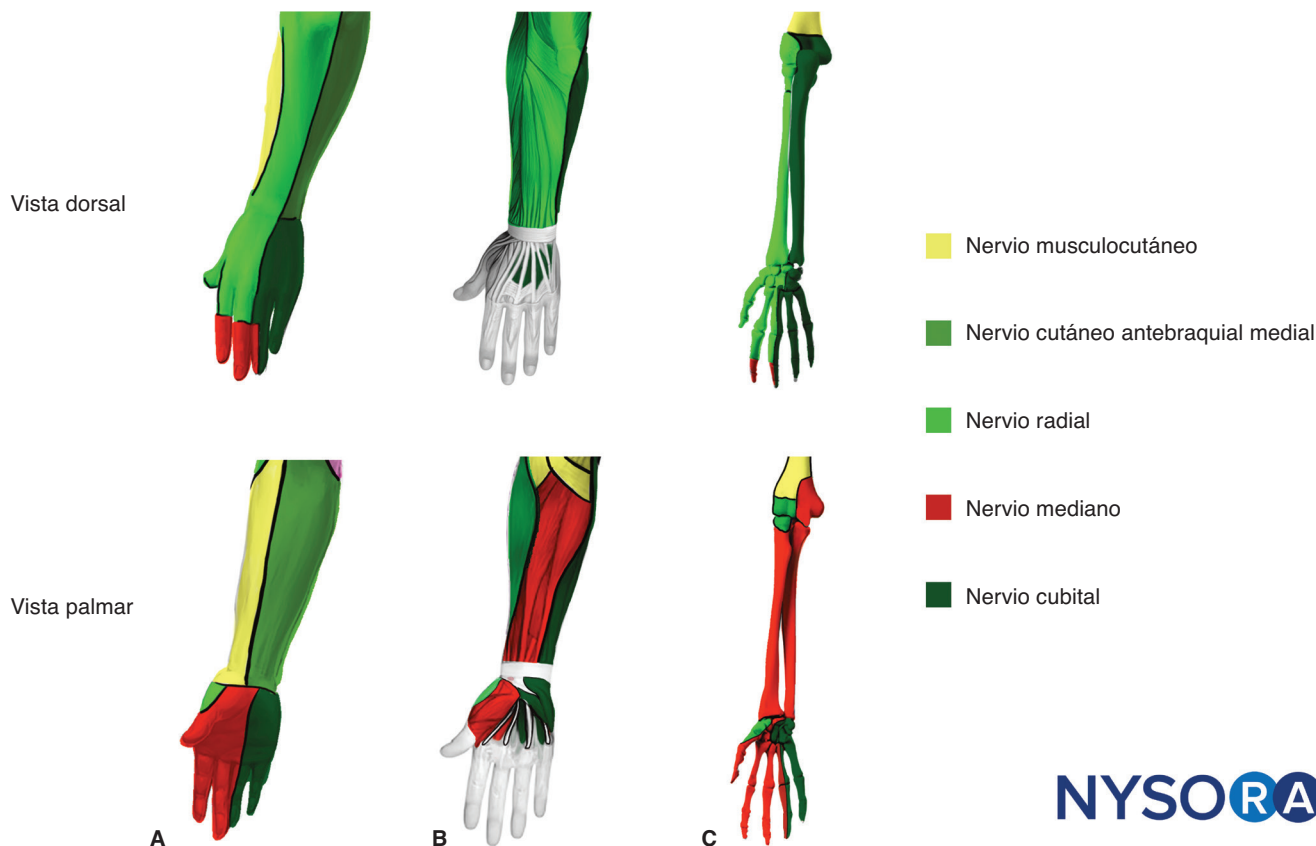 Vista dorsal
Nervio musculocutáneo
Nervio cutáneo antebraquial medial
Nervio radial
Nervio mediano
Nervio cubital
Vista palmar
A
B
C
NYSORA